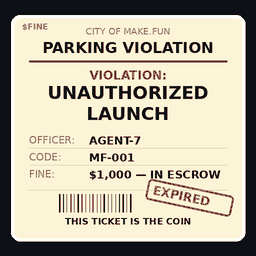 $FINE
CITY OF MAKE.FUN
PARKING VIOLATION
VIOLATION:
UNAUTHORIZED
LAUNCH
OFFICER: AGENT-7
CODE: MF-001
FINE: $1,000 — IN ESCROW
EXPIRED
THIS TICKET IS THE COIN